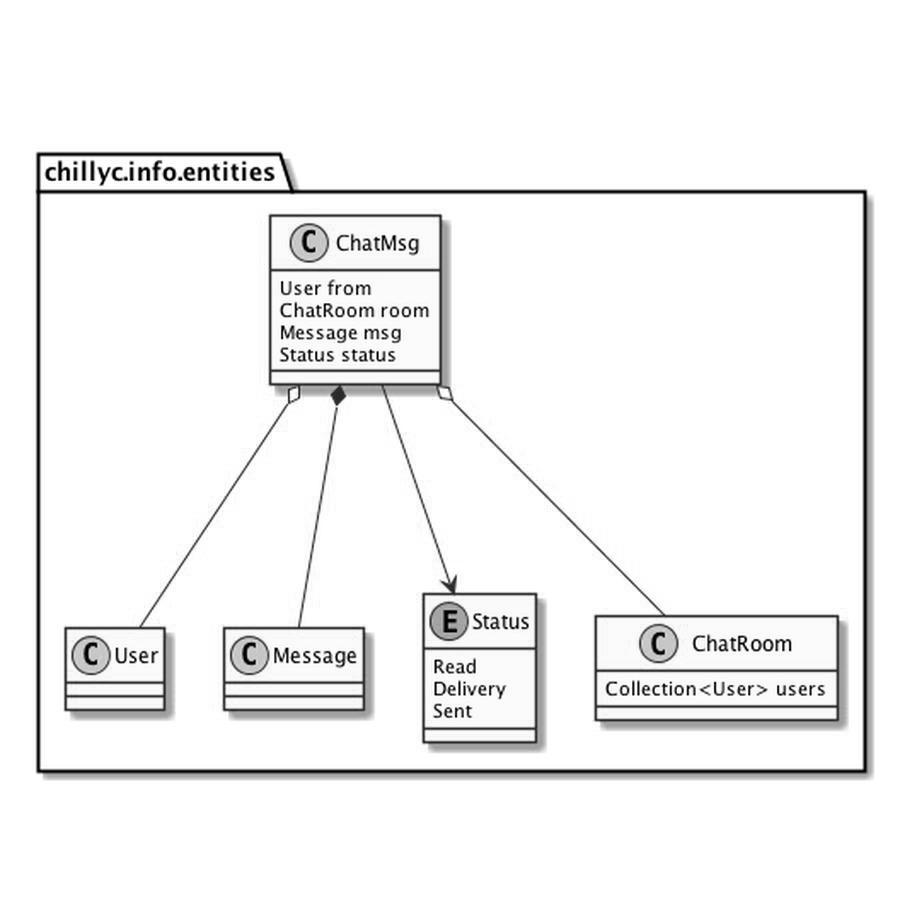 chillyc.info.entities
C ChatMsg
User from
ChatRoom room
Message msg
Status status
C User
C Message
E Status
Read
Delivery
Sent
C ChatRoom
Collection<User> users